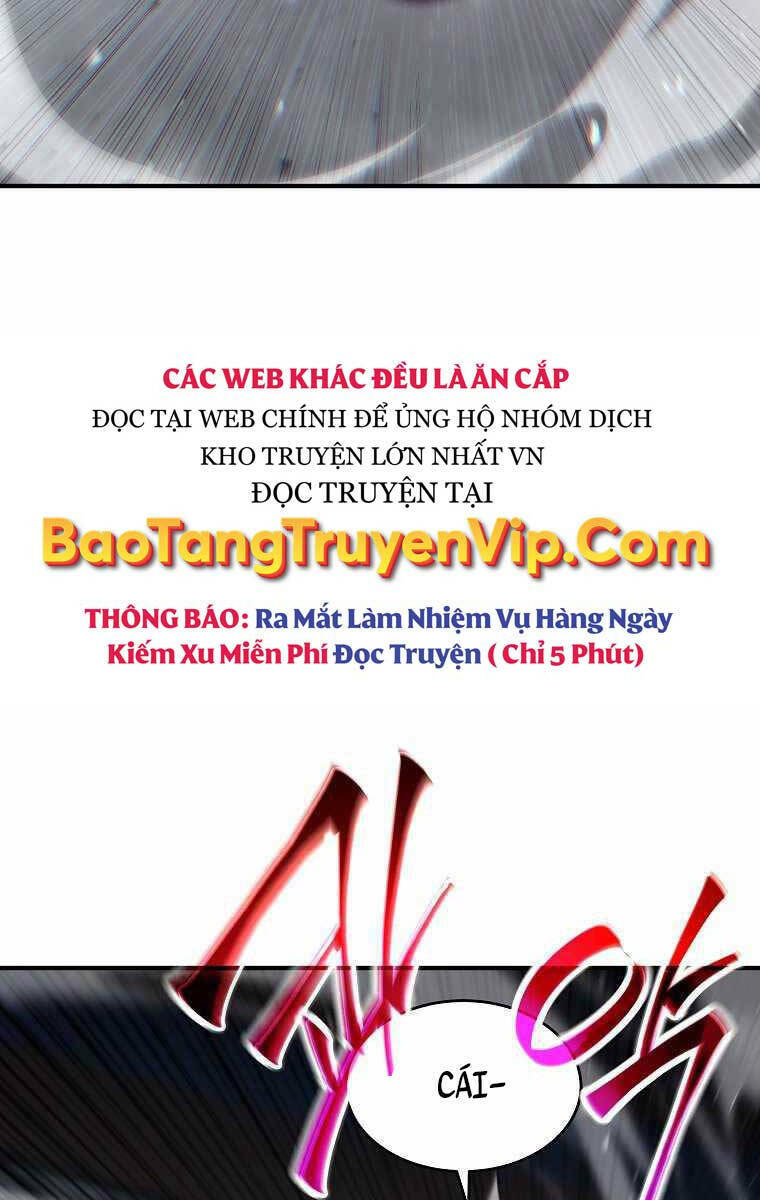 CÁC WEB KHÁC ĐỀU LÀ ĂN CẮP
ĐỌC TẠI WEB CHÍNH ĐỂ ỦNG HỘ NHÓM DỊCH
KHO TRUYỆN LỚN NHẤT VN
ĐỌC TRUYỆN TẠI
BaoTangTruyenVip.Com
THÔNG BÁO: Ra Mắt Làm Nhiệm Vụ Hàng Ngày
Kiếm Xu Miễn Phí Đọc Truyện ( Chỉ 5 Phút)
CÁI-